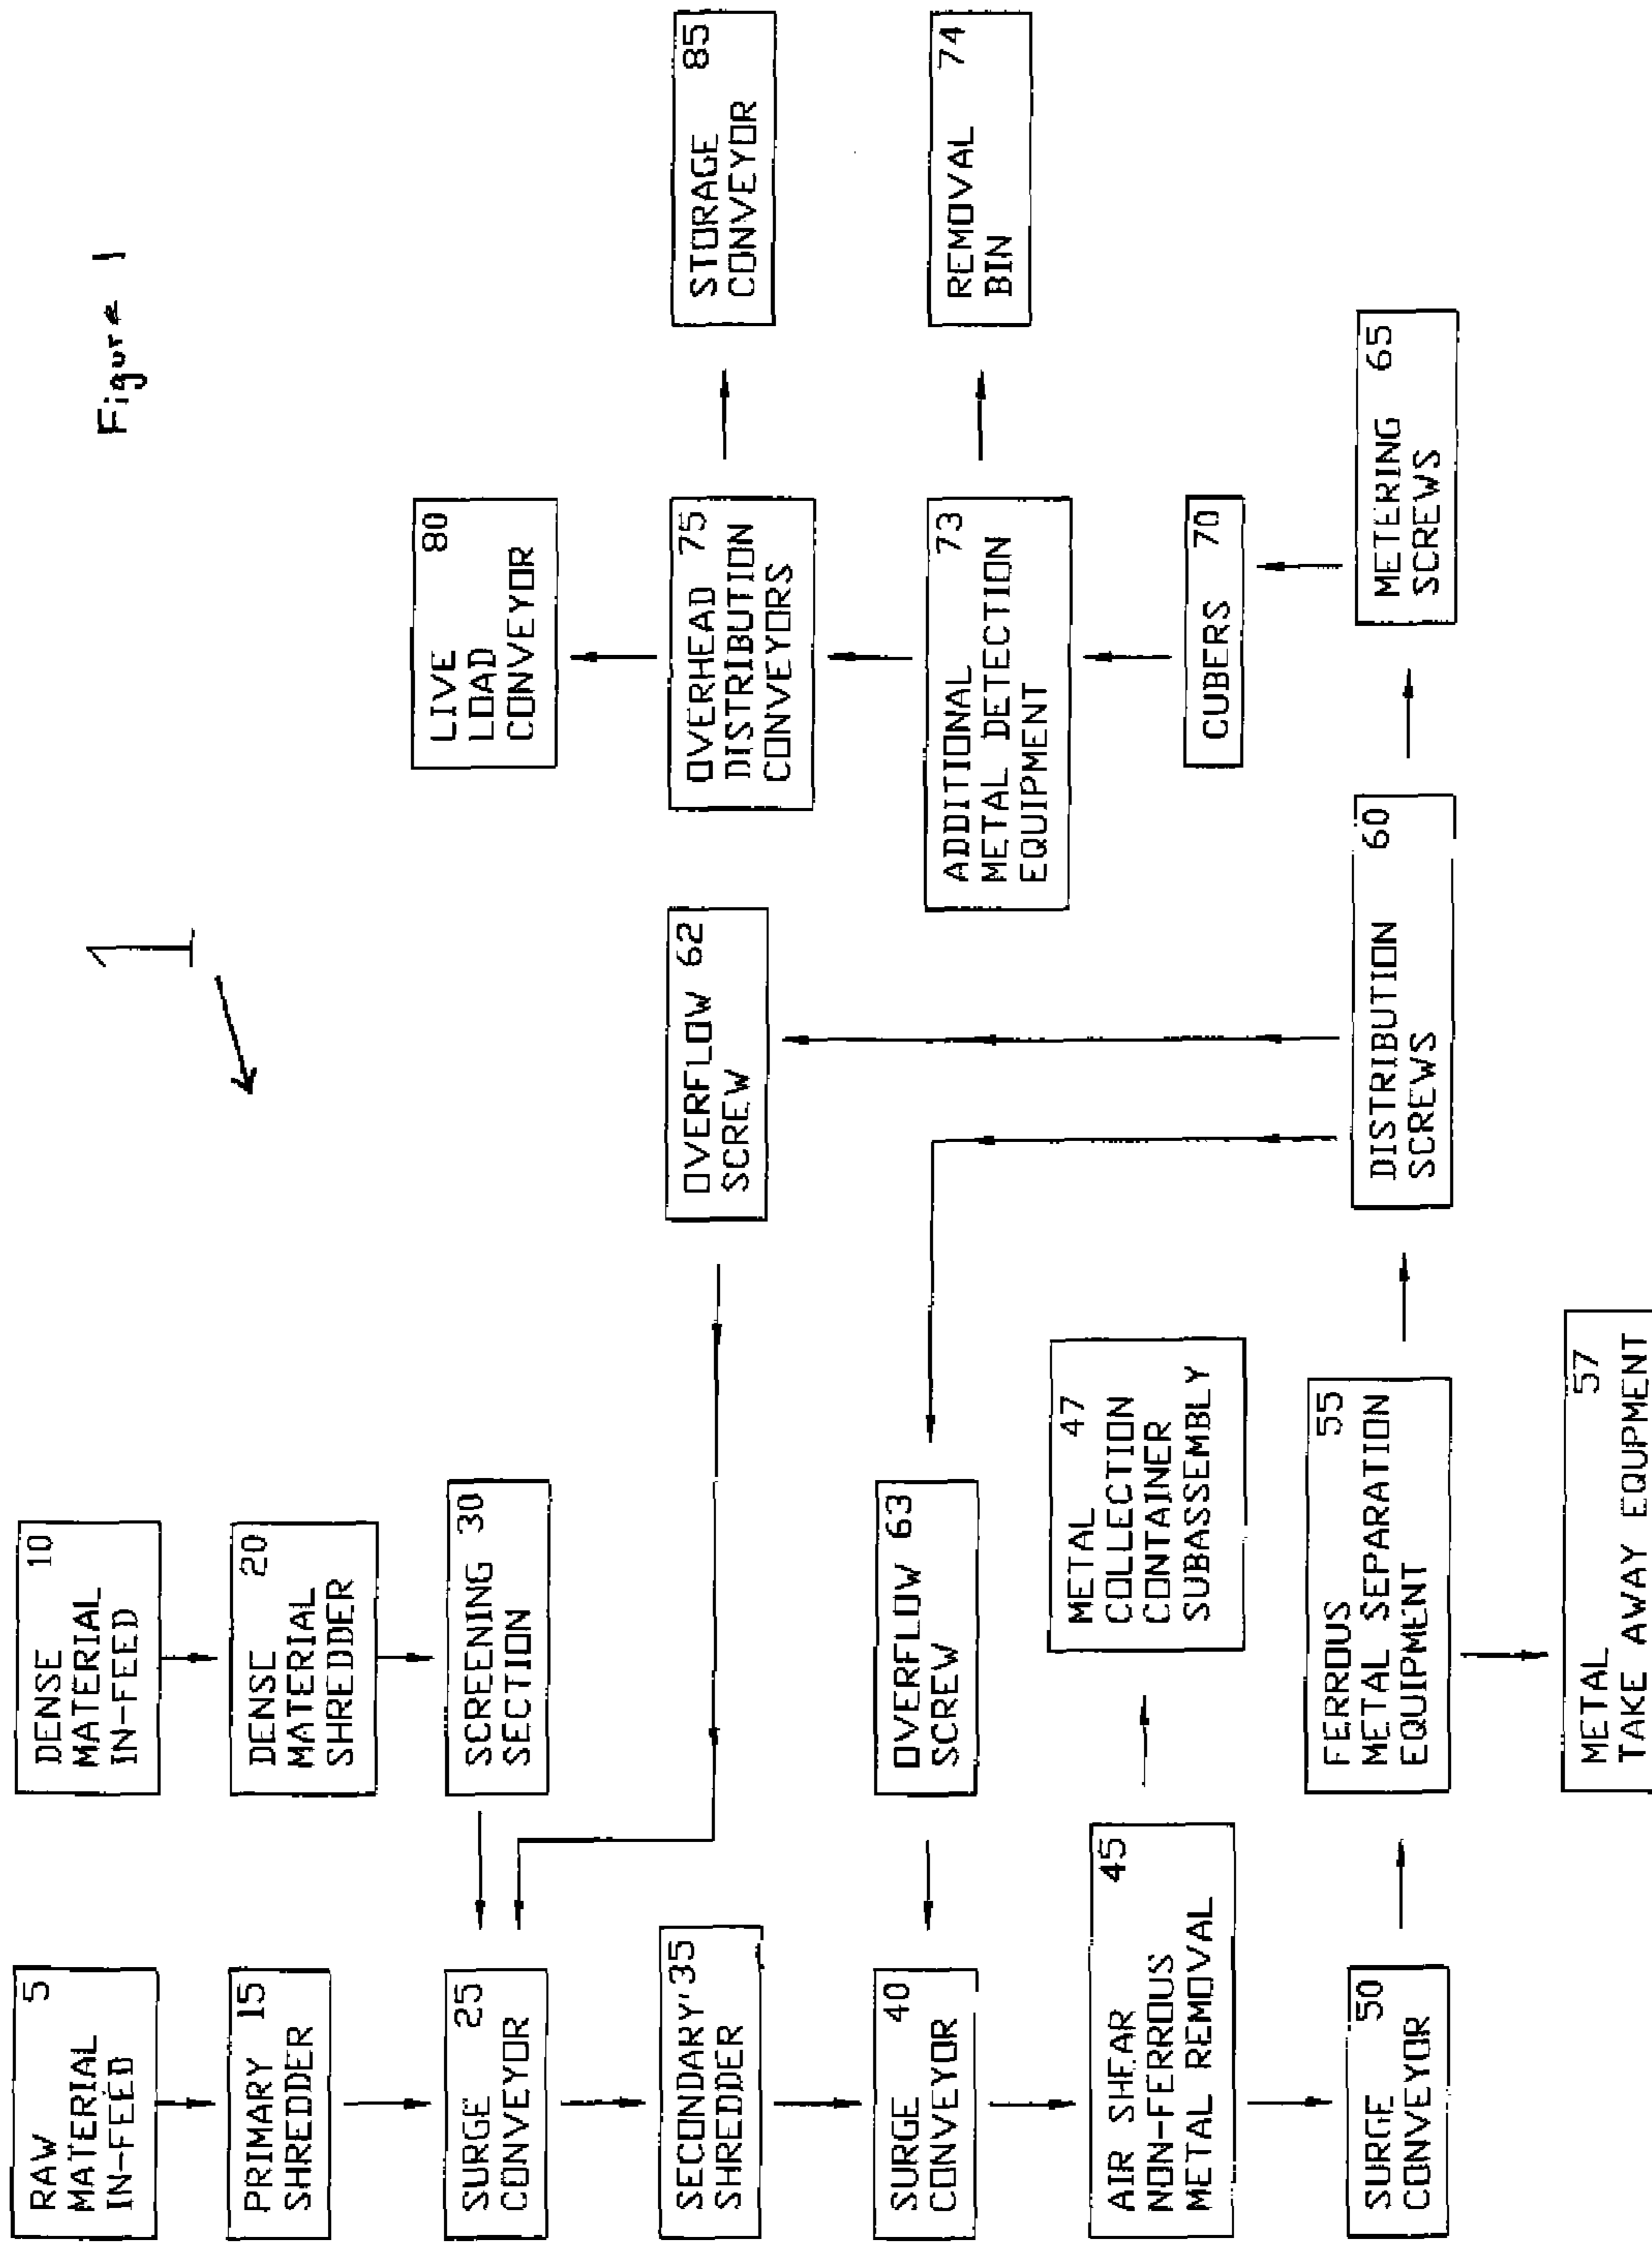 Figure 1
1
RAW 5
MATERIAL
IN-FEED
DENSE 10
MATERIAL
IN-FEED
PRIMARY 15
SHREDDER
DENSE 20
MATERIAL
SHREDDER
SURGE 25
CONVEYOR
SCREENING 30
SECTION
SECONDARY'35
SHREDDER
OVERFLOW 62
SCREW
SURGE 40
CONVEYOR
OVERFLOW 63
SCREW
AIR SHEAR 45
NON-FERROUS
METAL REMOVAL
METAL 47
COLLECTION
CONTAINER
SUBASSEMBLY
SURGE 50
CONVEYOR
FERROUS 55
METAL SEPARATION
EQUIPMENT
METAL 57
TAKE AWAY EQUPMENT
DISTRIBUTION 60
SCREWS
METERING 65
SCREWS
CUBERS 70
ADDITIONAL 73
METAL DETECTION
EQUIPMENT
REMOVAL 74
BIN
OVERHEAD 75
DISTRIBUTION
CONVEYORS
LIVE 80
LOAD
CONVEYOR
STORAGE 85
CONVEYOR